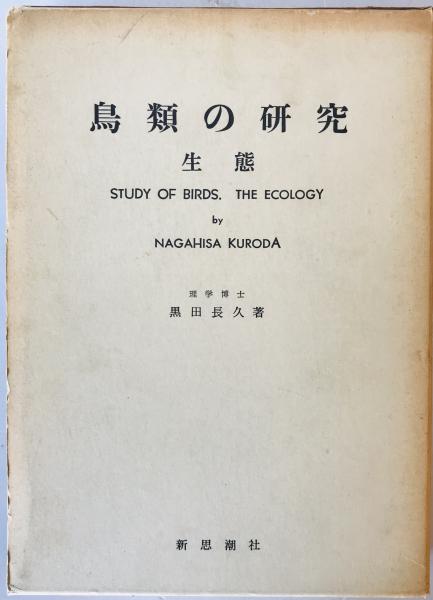 鳥類の研究
生態
STUDY OF BIRDS. THE ECOLOGY
by
NAGAHISA KURODA
理学博士
黒田長久著
新思潮社